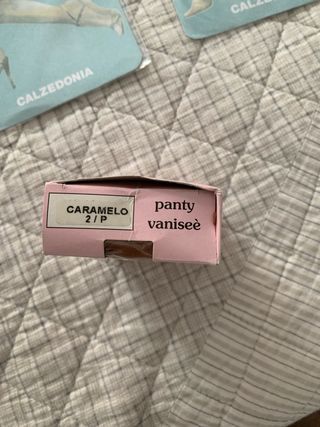 CALZEDONIA
CALZEDONIA
CARAMELO
2/P
panty
vaniseè